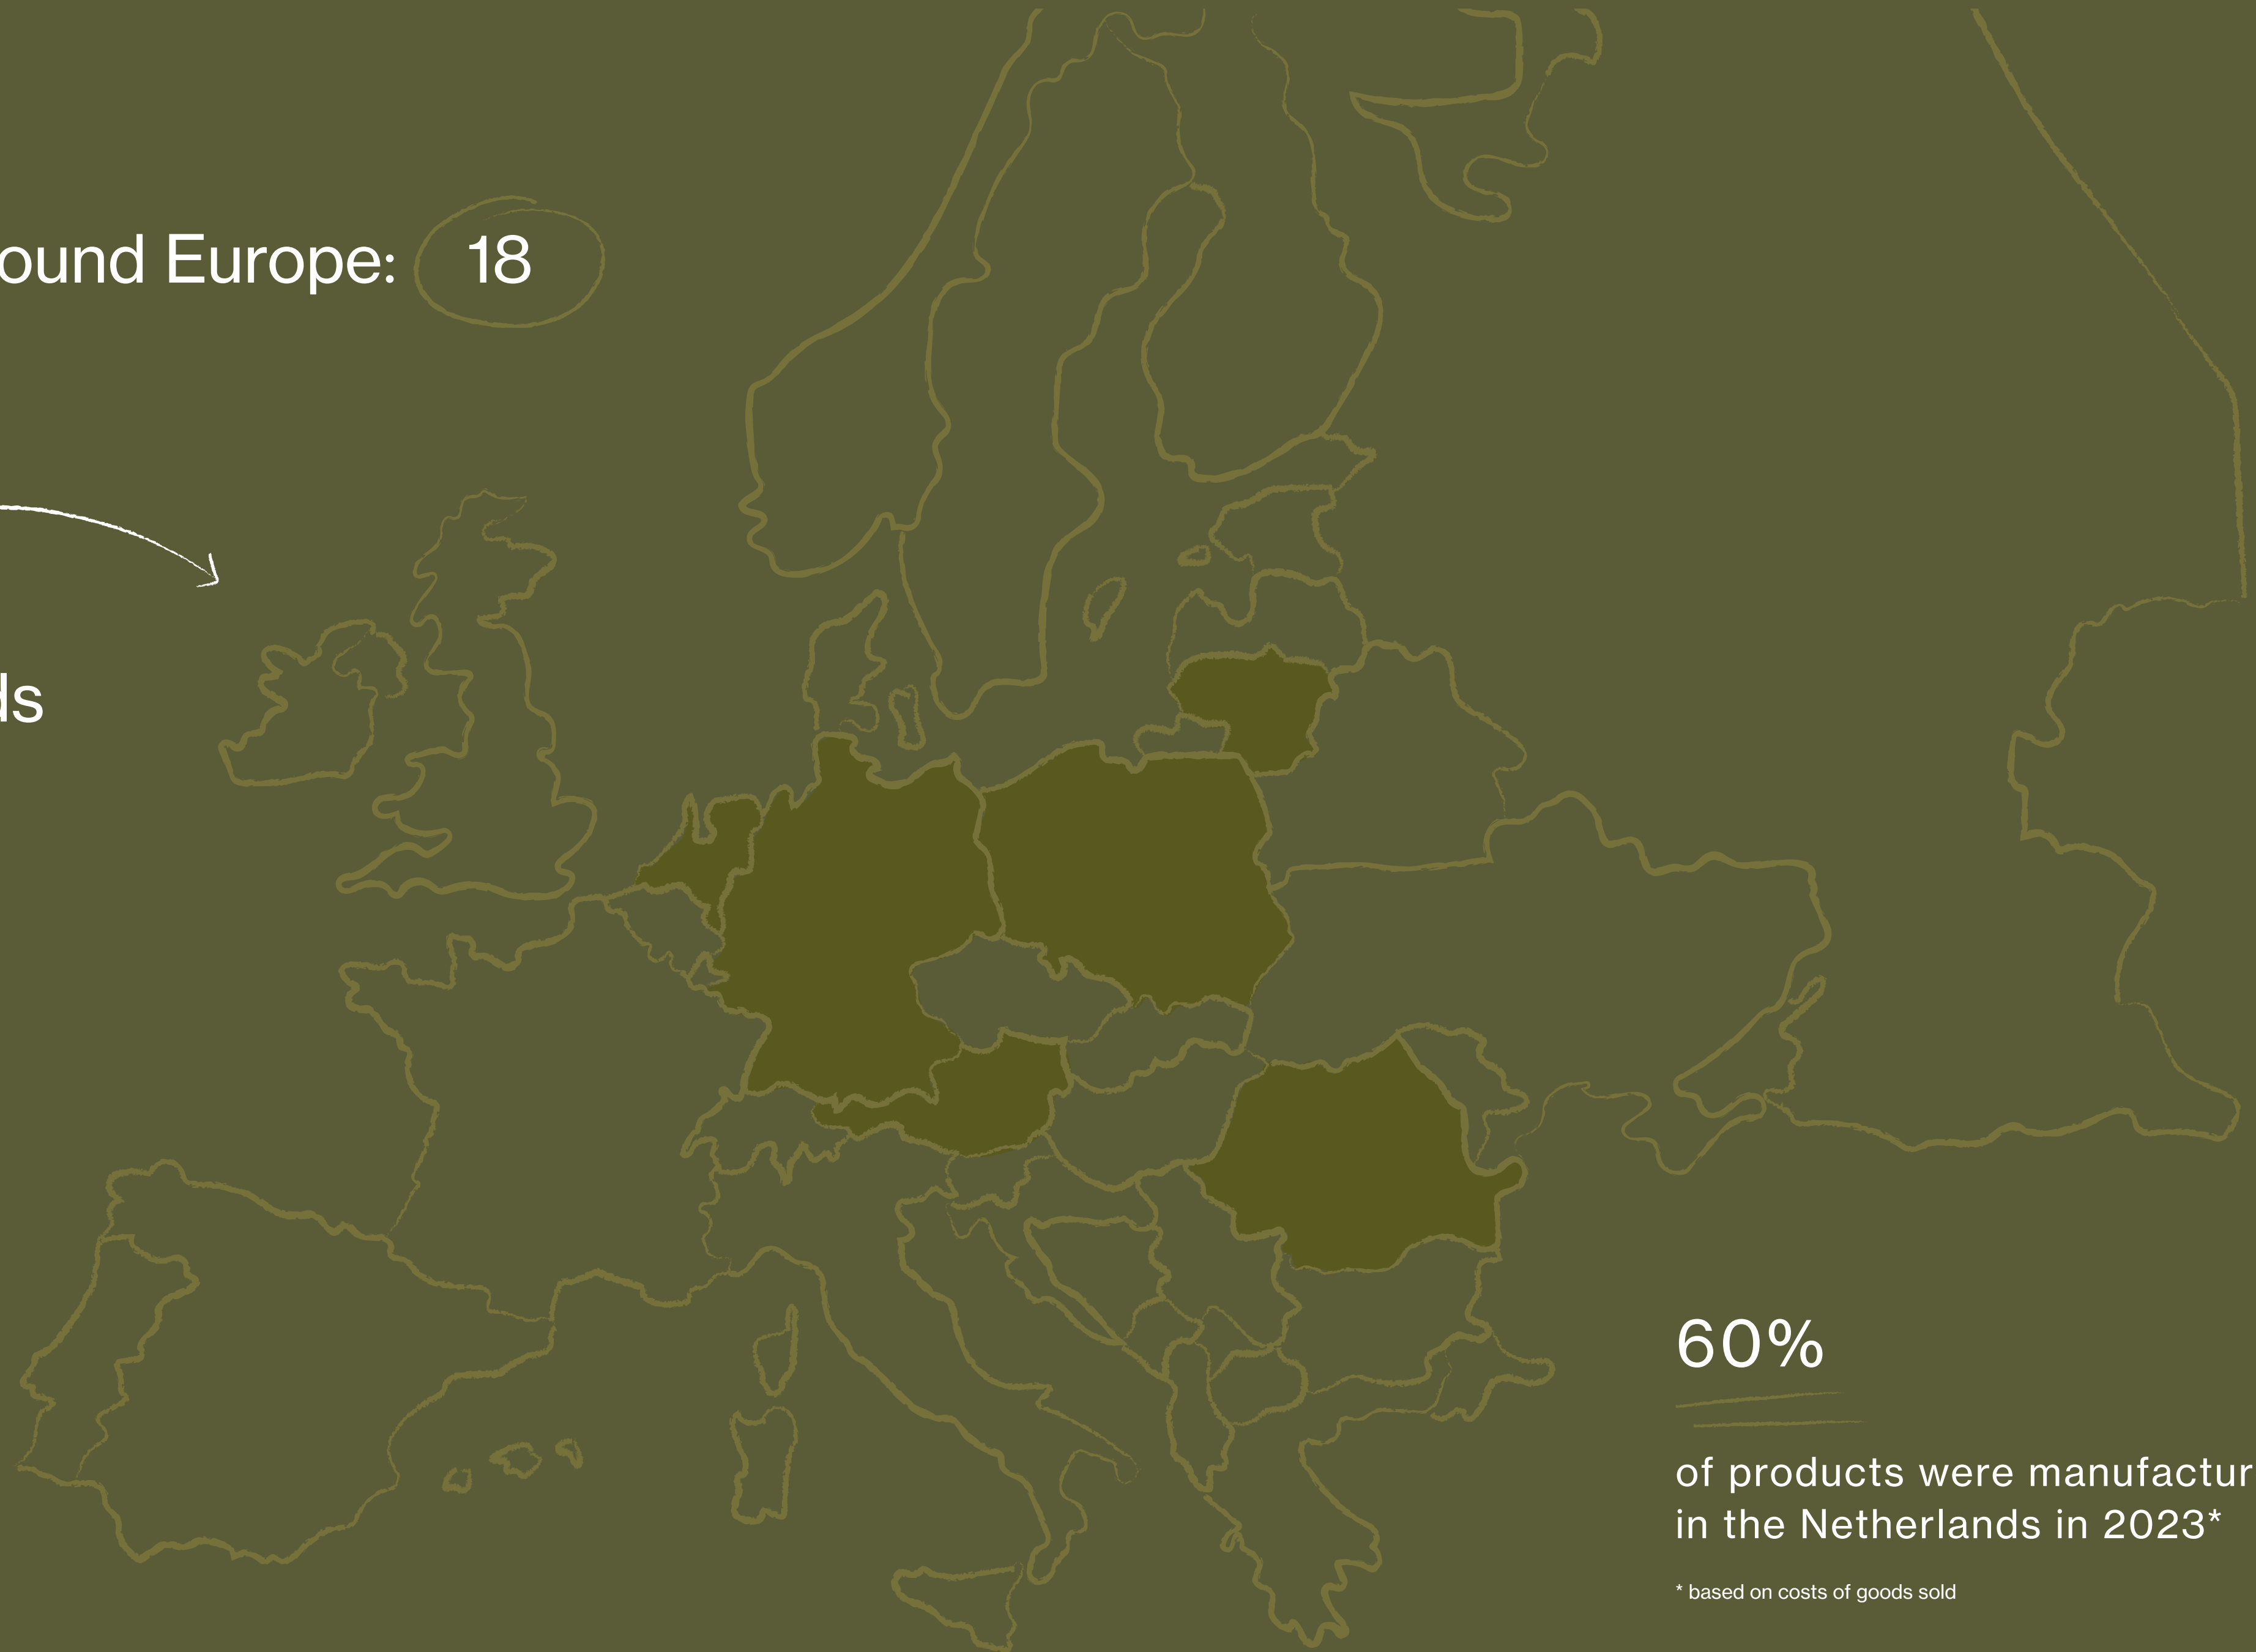 ound Europe: 18
ds
60%
of products were manufactur
in the Netherlands in 2023*
* based on costs of goods sold